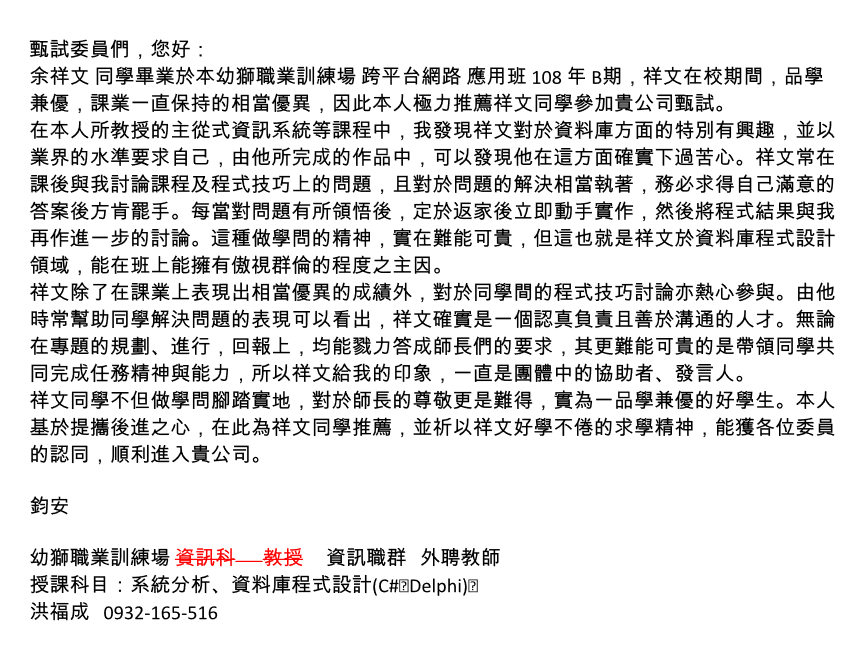 甄試委員們，您好：
余祥文 同學畢業於本幼獅職業訓練場 跨平台網路 應用班 108 年 B期，祥文在校期間，品學
兼優，課業一直保持的相當優異，因此本人極力推薦祥文同學參加貴公司甄試。
在本人所教授的主從式資訊系統等課程中，我發現祥文對於資料庫方面的特別有興趣，並以
業界的水準要求自己，由他所完成的作品中，可以發現他在這方面確實下過苦心。祥文常在
課後與我討論課程及程式技巧上的問題，且對於問題的解決相當執著，務必求得自己滿意的
答案後方肯罷手。每當對問題有所領悟後，定於返家後立即動手實作，然後將程式結果與我
再作進一步的討論。這種做學問的精神，實在難能可貴，但這也就是祥文於資料庫程式設計
領域，能在班上能擁有傲視群倫的程度之主因。
祥文除了在課業上表現出相當優異的成績外，對於同學間的程式技巧討論亦熱心參與。由他
時常幫助同學解決問題的表現可以看出，祥文確實是一個認真負責且善於溝通的人才。無論
在專題的規劃、進行，回報上，均能戮力答成師長們的要求，其更難能可貴的是帶領同學共
同完成任務精神與能力，所以祥文給我的印象，一直是團體中的協助者、發言人。
祥文同學不但做學問腳踏實地，對於師長的尊敬更是難得，實為一品學兼優的好學生。本人
基於提攜後進之心，在此為祥文同學推薦，並祈以祥文好學不倦的求學精神，能獲各位委員
的認同，順利進入貴公司。
鈞安
幼獅職業訓練場 資訊科 教授 資訊職群 外聘教師
授課科目：系統分析、資料庫程式設計(C#Delphi)
洪福成 0932-165-516